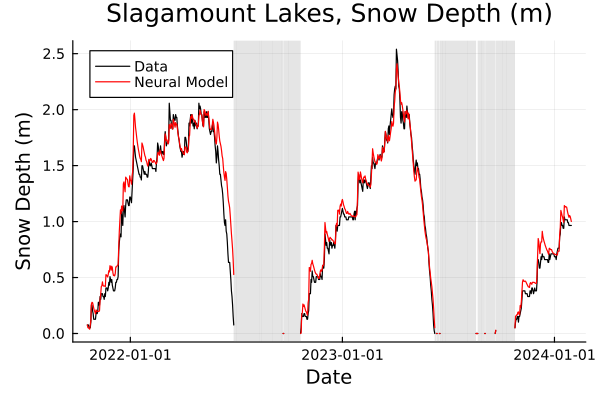 Slagamount Lakes, Snow Depth (m)
Data
Neural Model
2.5
2.0
1.5
1.0
0.5
0.0
Snow Depth (m)
2022-01-01
2023-01-01
2024-01-01
Date